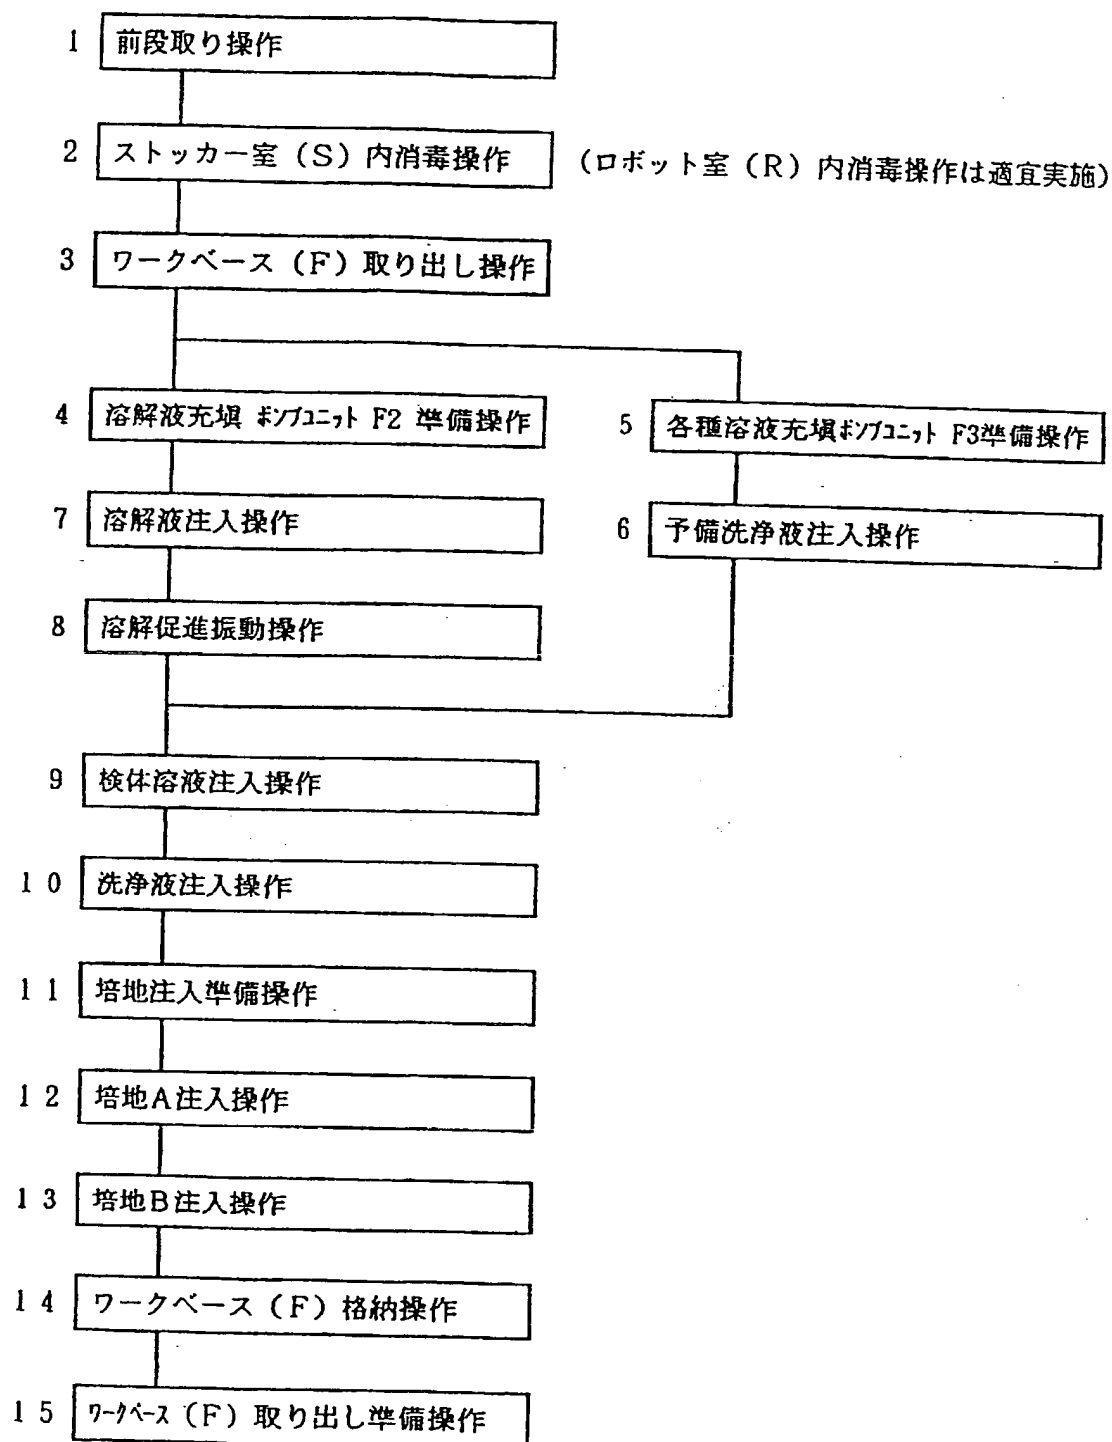 1 前段取り操作
2 ストッカー室(S)内消毒操作 (ロボット室(R)内消毒操作は適宜実施)
3 ワークベース(F)取り出し操作
4 溶解液充塡 ポンプユニット F2 準備操作
5 各種溶液充塡ポンプユニット F3準備操作
7 溶解液注入操作
6 予備洗浄液注入操作
8 溶解促進振動操作
9 検体溶液注入操作
10 洗浄液注入操作
11 培地注入準備操作
12 培地A注入操作
13 培地B注入操作
14 ワークベース(F)格納操作
15 ワークベース(F)取り出し準備操作